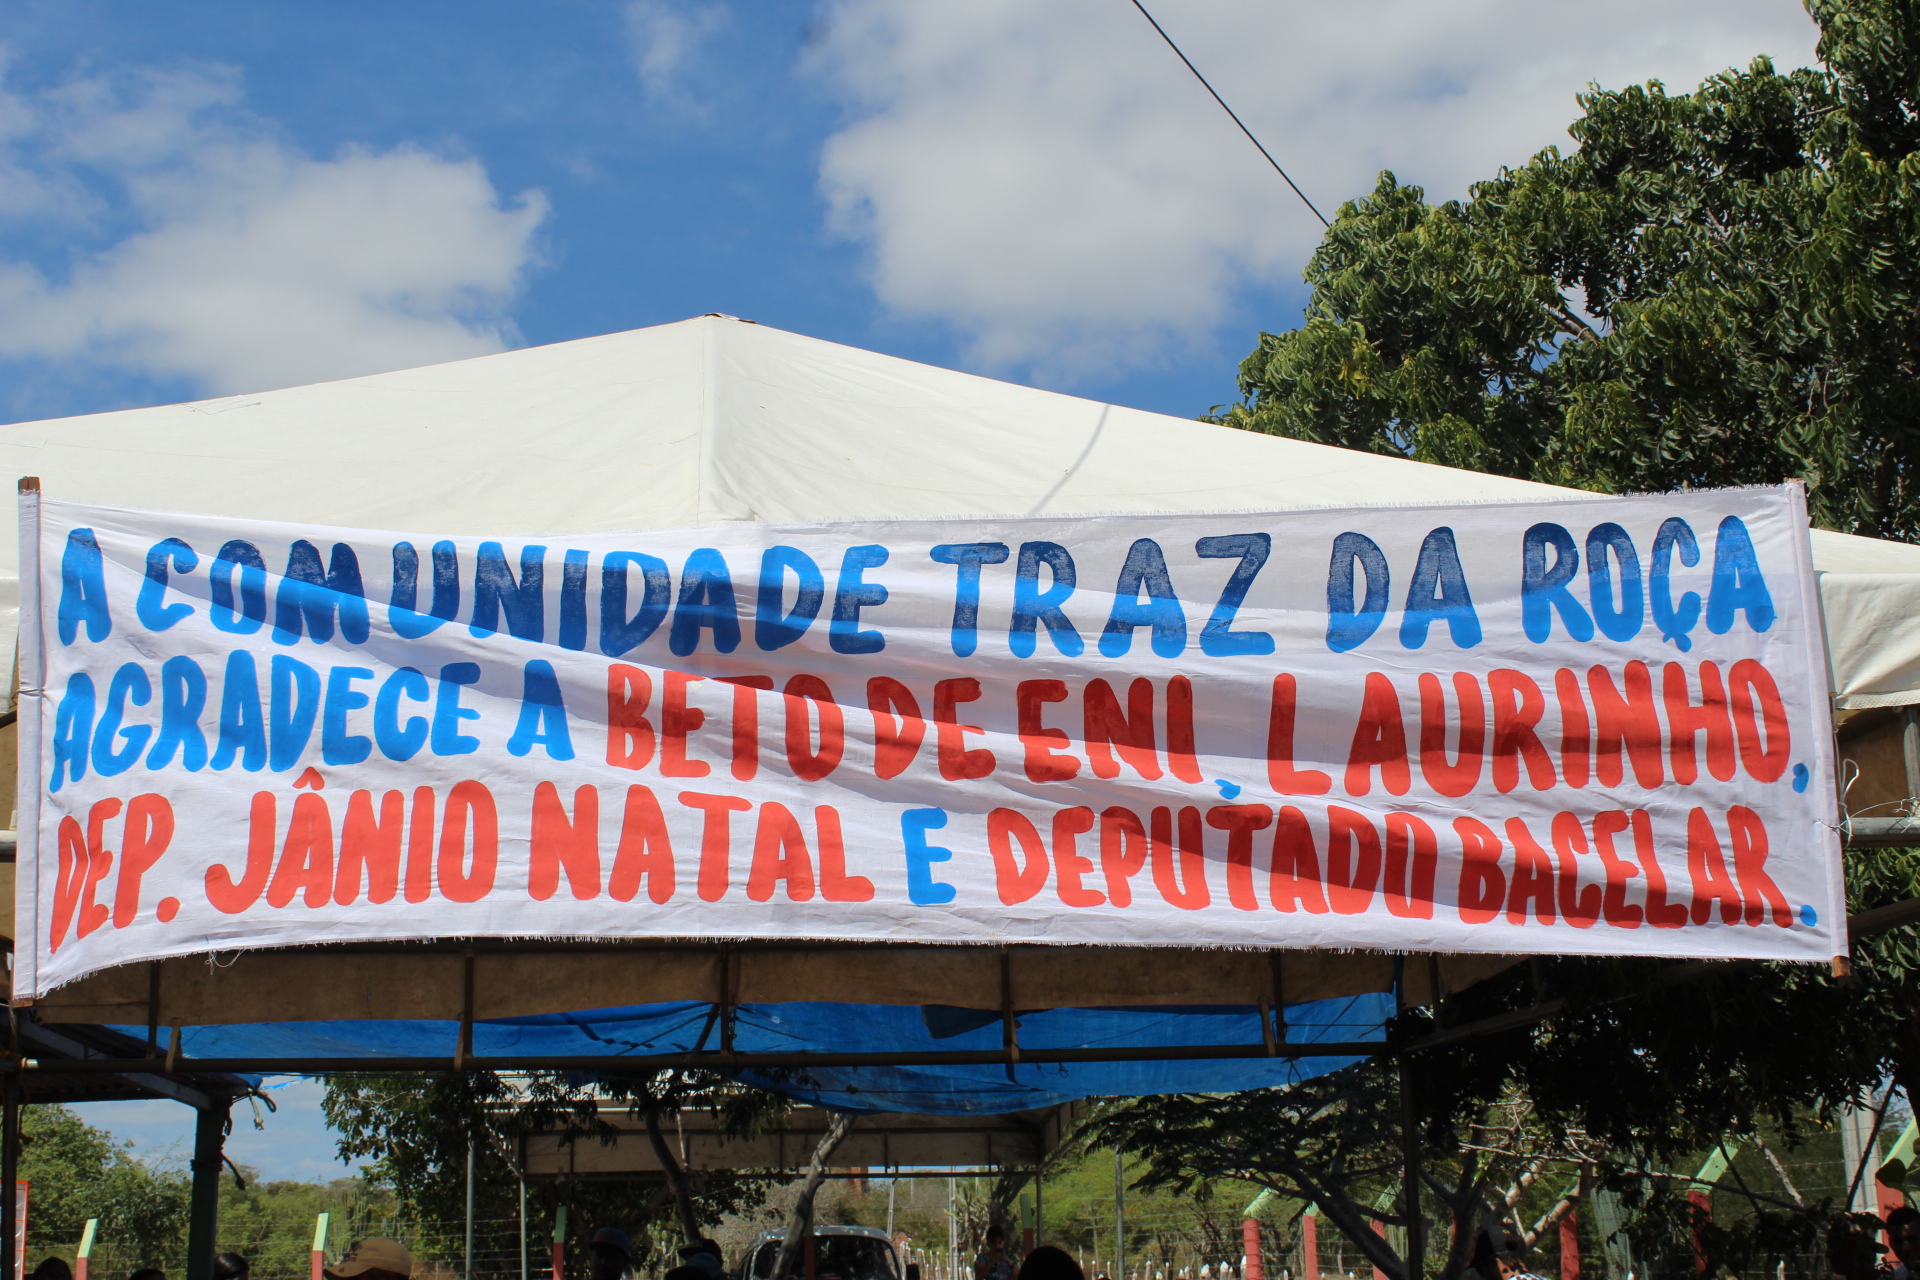 A COMUNIDADE TRAZ DA ROÇA
AGRADECE A BETO DE ENI, LAURINHO,
DEP. JÂNIO NATAL E DEPUTADO BACELAR.